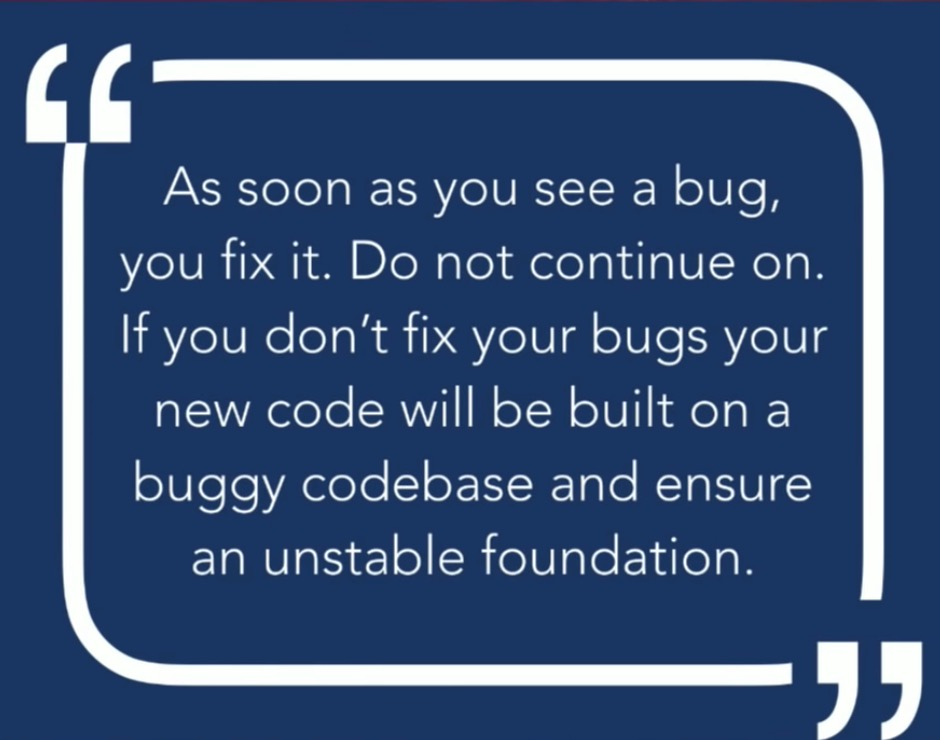 As soon as you see a bug,
you fix it. Do not continue on.
If you don’t fix your bugs your
new code will be built on a
buggy codebase and ensure
an unstable foundation.